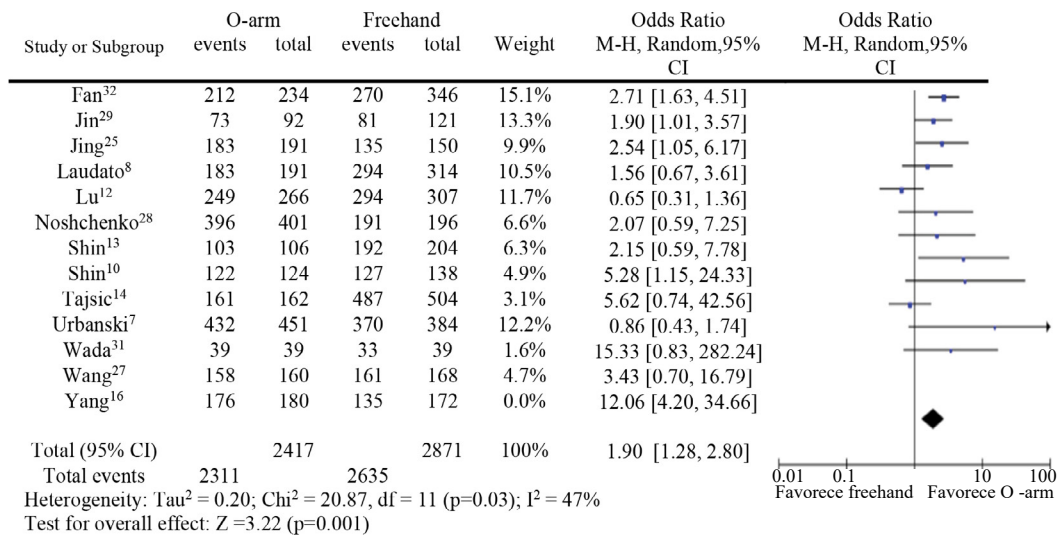 O-arm Freehand Odds Ratio Odds Ratio
Study or Subgroup events total events total Weight M-H, Random,95% CI M-H, Random,95% CI
Fan32 212 234 270 346 15.1% 2.71 [1.63, 4.51]
Jin29 73 92 81 121 13.3% 1.90 [1.01, 3.57]
Jing25 183 191 135 150 9.9% 2.54 [1.05, 6.17]
Laudato8 183 191 294 314 10.5% 1.56 [0.67, 3.61]
Lu12 249 266 294 307 11.7% 0.65 [0.31, 1.36]
Noshchenko28 396 401 191 196 6.6% 2.07 [0.59, 7.25]
Shin13 103 106 192 204 6.3% 2.15 [0.59, 7.78]
Shin10 122 124 127 138 4.9% 5.28 [1.15, 24.33]
Tajsic14 161 162 487 504 3.1% 5.62 [0.74, 42.56]
Urbanski7 432 451 370 384 12.2% 0.86 [0.43, 1.74]
Wada31 39 39 33 39 1.6% 15.33 [0.83, 282.24]
Wang27 158 160 161 168 4.7% 3.43 [0.70, 16.79]
Yang16 176 180 135 172 0.0% 12.06 [4.20, 34.66]
Total (95% CI) 2417 2871 100% 1.90 [1.28, 2.80]
Total events 2311 2635
0.01 0.1 10 100
Favorece freehand Favorece O -arm
Heterogeneity: Tau2 = 0.20; Chi2 = 20.87, df = 11 (p=0.03); I2 = 47%
Test for overall effect: Z =3.22 (p=0.001)